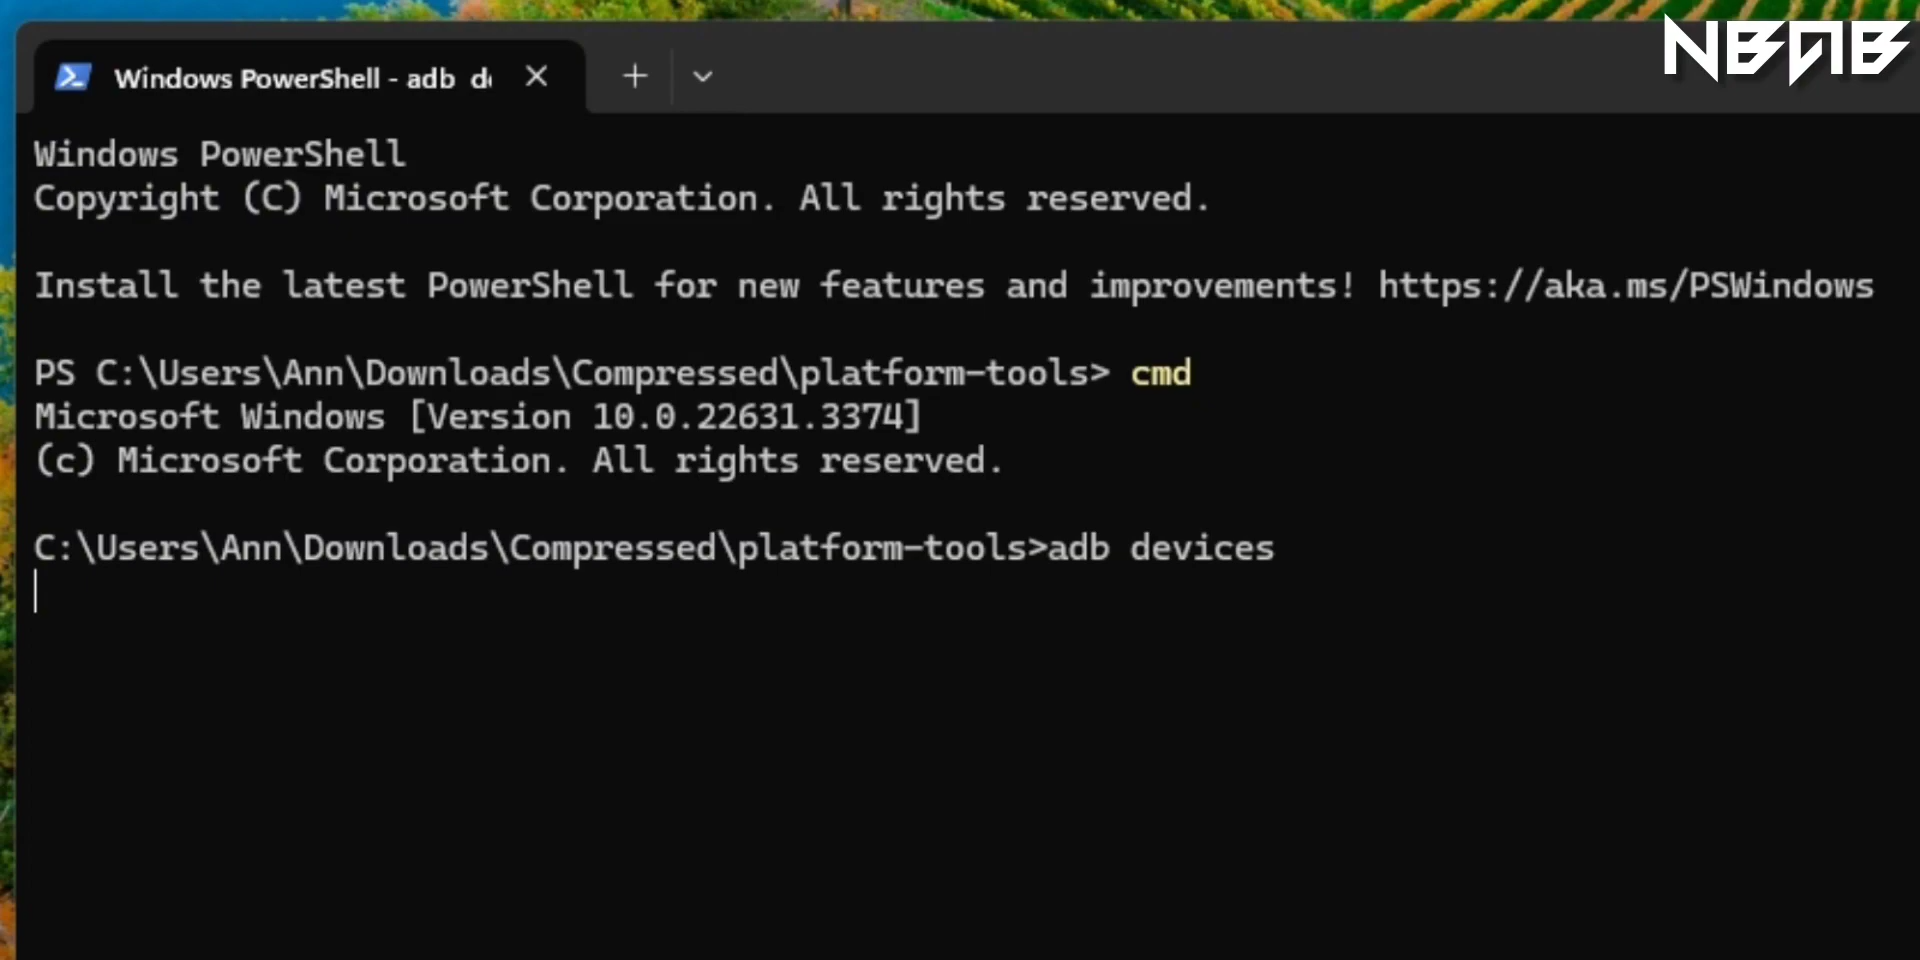 NBAB
Windows PowerShell - adb de
Windows PowerShell
Copyright (C) Microsoft Corporation. All rights reserved.
Install the latest PowerShell for new features and improvements! https://aka.ms/PSWindows
PS C:\Users\Ann\Downloads\Compressed\platform-tools> cmd
Microsoft Windows [Version 10.0.22631.3374]
(c) Microsoft Corporation. All rights reserved.
C:\Users\Ann\Downloads\Compressed\platform-tools>adb devices